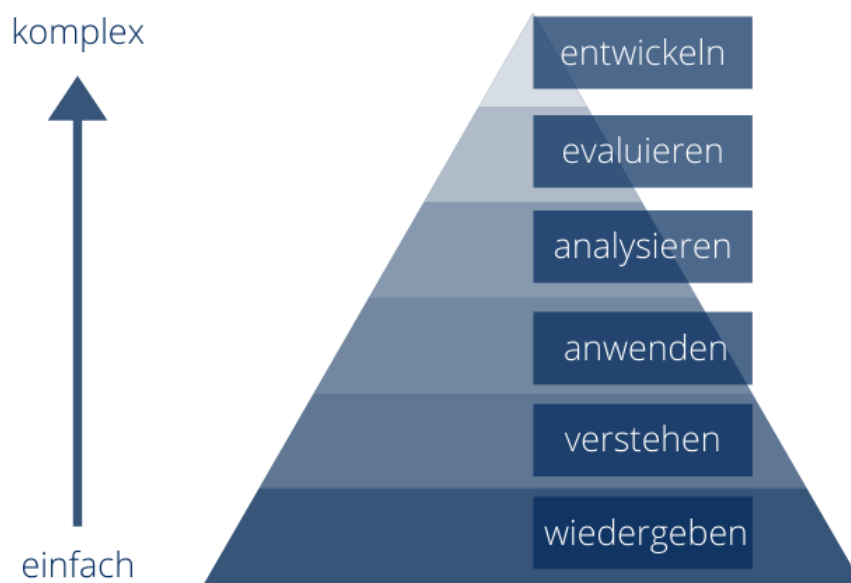 komplex
entwickeln
evaluieren
analysieren
anwenden
verstehen
wiedergeben
einfach